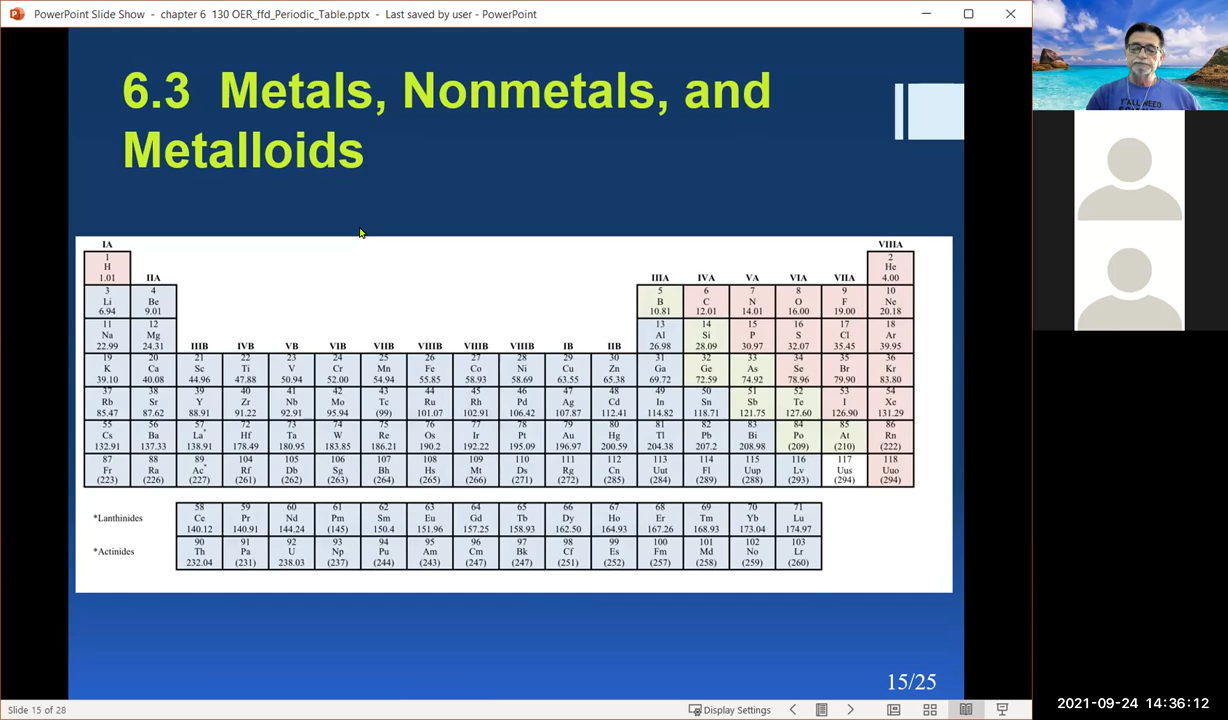 PowerPoint Slide Show - chapter 6 130 OER_ffd_Periodic_Table.pptx - Last saved by user - PowerPoint
6.3 Metals, Nonmetals, and
Metalloids
IA VIIIA
1 2
H He
1.01 IIA IIIA IVA VA VIA VIIA 4.00
3 4 5 6 7 8 9 10
Li Be B C N O F Ne
6.94 9.01 10.81 12.01 14.01 16.00 19.00 20.18
11 12 13 14 15 16 17 18
Na Mg Al Si P S Cl Ar
22.99 24.31 IIIB IVB VB VIB VIIB VIIIB VIIIB VIIIB IB IIB 26.98 28.09 30.97 32.07 35.45 39.95
19 20 21 22 23 24 25 26 27 28 29 30 31 32 33 34 35 36
K Ca Sc Ti V Cr Mn Fe Co Ni Cu Zn Ga Ge As Se Br Kr
39.10 40.08 44.96 47.88 50.94 52.00 54.94 55.85 58.93 58.69 63.55 65.38 69.72 72.59 74.92 78.96 79.90 83.80
37 38 39 40 41 42 43 44 45 46 47 48 49 50 51 52 53 54
Rb Sr Y Zr Nb Mo Tc Ru Rh Pd Ag Cd In Sn Sb Te I Xe
85.47 87.62 88.91 91.22 92.91 95.94 (99) 101.07 102.91 106.42 107.87 112.41 114.82 118.71 121.75 127.60 126.90 131.29
55 56 57 72 73 74 75 76 77 78 79 80 81 82 83 84 85 86
Cs Ba La* Hf Ta W Re Os Ir Pt Au Hg Tl Pb Bi Po At Rn
132.91 137.33 138.91 178.49 180.95 183.85 186.21 190.2 192.22 195.09 196.97 200.59 204.38 207.2 208.98 (209) (210) (222)
87 88 89 104 105 106 107 108 109 110 111 112 113 114 115 116 117 118
Fr Ra Ac* Rf Db Sg Bh Hs Mt Ds Rg Cn Uut Fl Uup Lv Uus Uuo
(223) (226) (227) (261) (262) (263) (264) (265) (266) (271) (272) (285) (284) (289) (288) (293) (294) (294)
58 59 60 61 62 63 64 65 66 67 68 69 70 71
*Lanthinides Ce Pr Nd Pm Sm Eu Gd Tb Dy Ho Er Tm Yb Lu
140.12 140.91 144.24 (145) 150.4 151.96 157.25 158.93 162.50 164.93 167.26 168.93 173.04 174.97
90 91 92 93 94 95 96 97 98 99 100 101 102 103
*Actinides Th Pa U Np Pu Am Cm Bk Cf Es Fm Md No Lr
232.04 (231) 238.03 (237) (244) (243) (247) (247) (251) (252) (257) (258) (259) (260)
15/25
Slide 15 of 28
Display Settings
Y'ALL NEED
2021-09-24 14:36:12